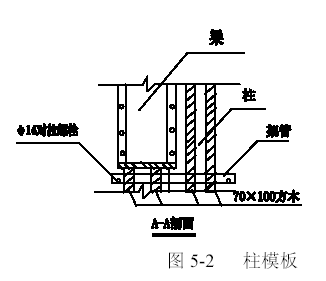 梁
柱
Φ14对拉螺栓
钢管
70×100方木
A-A剖面
图 5-2 柱模板